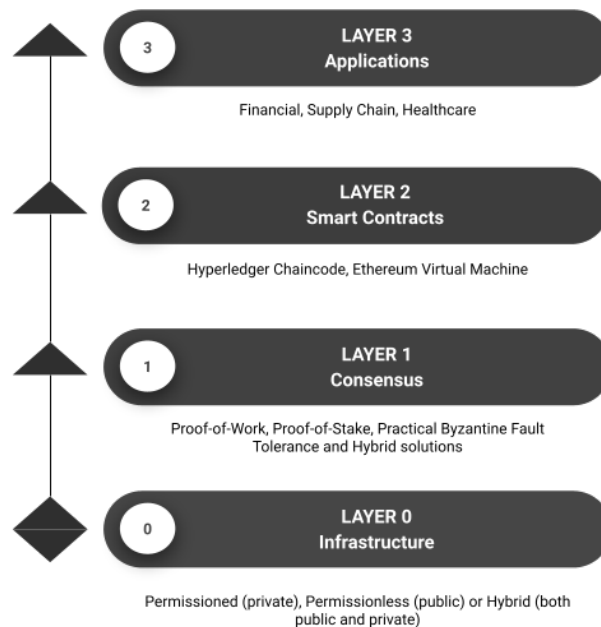 3
LAYER 3
Applications
Financial, Supply Chain, Healthcare
2
LAYER 2
Smart Contracts
Hyperledger Chaincode, Ethereum Virtual Machine
1
LAYER 1
Consensus
Proof-of-Work, Proof-of-Stake, Practical Byzantine Fault
Tolerance and Hybrid solutions
0
LAYER 0
Infrastructure
Permissioned (private), Permissionless (public) or Hybrid (both
public and private)